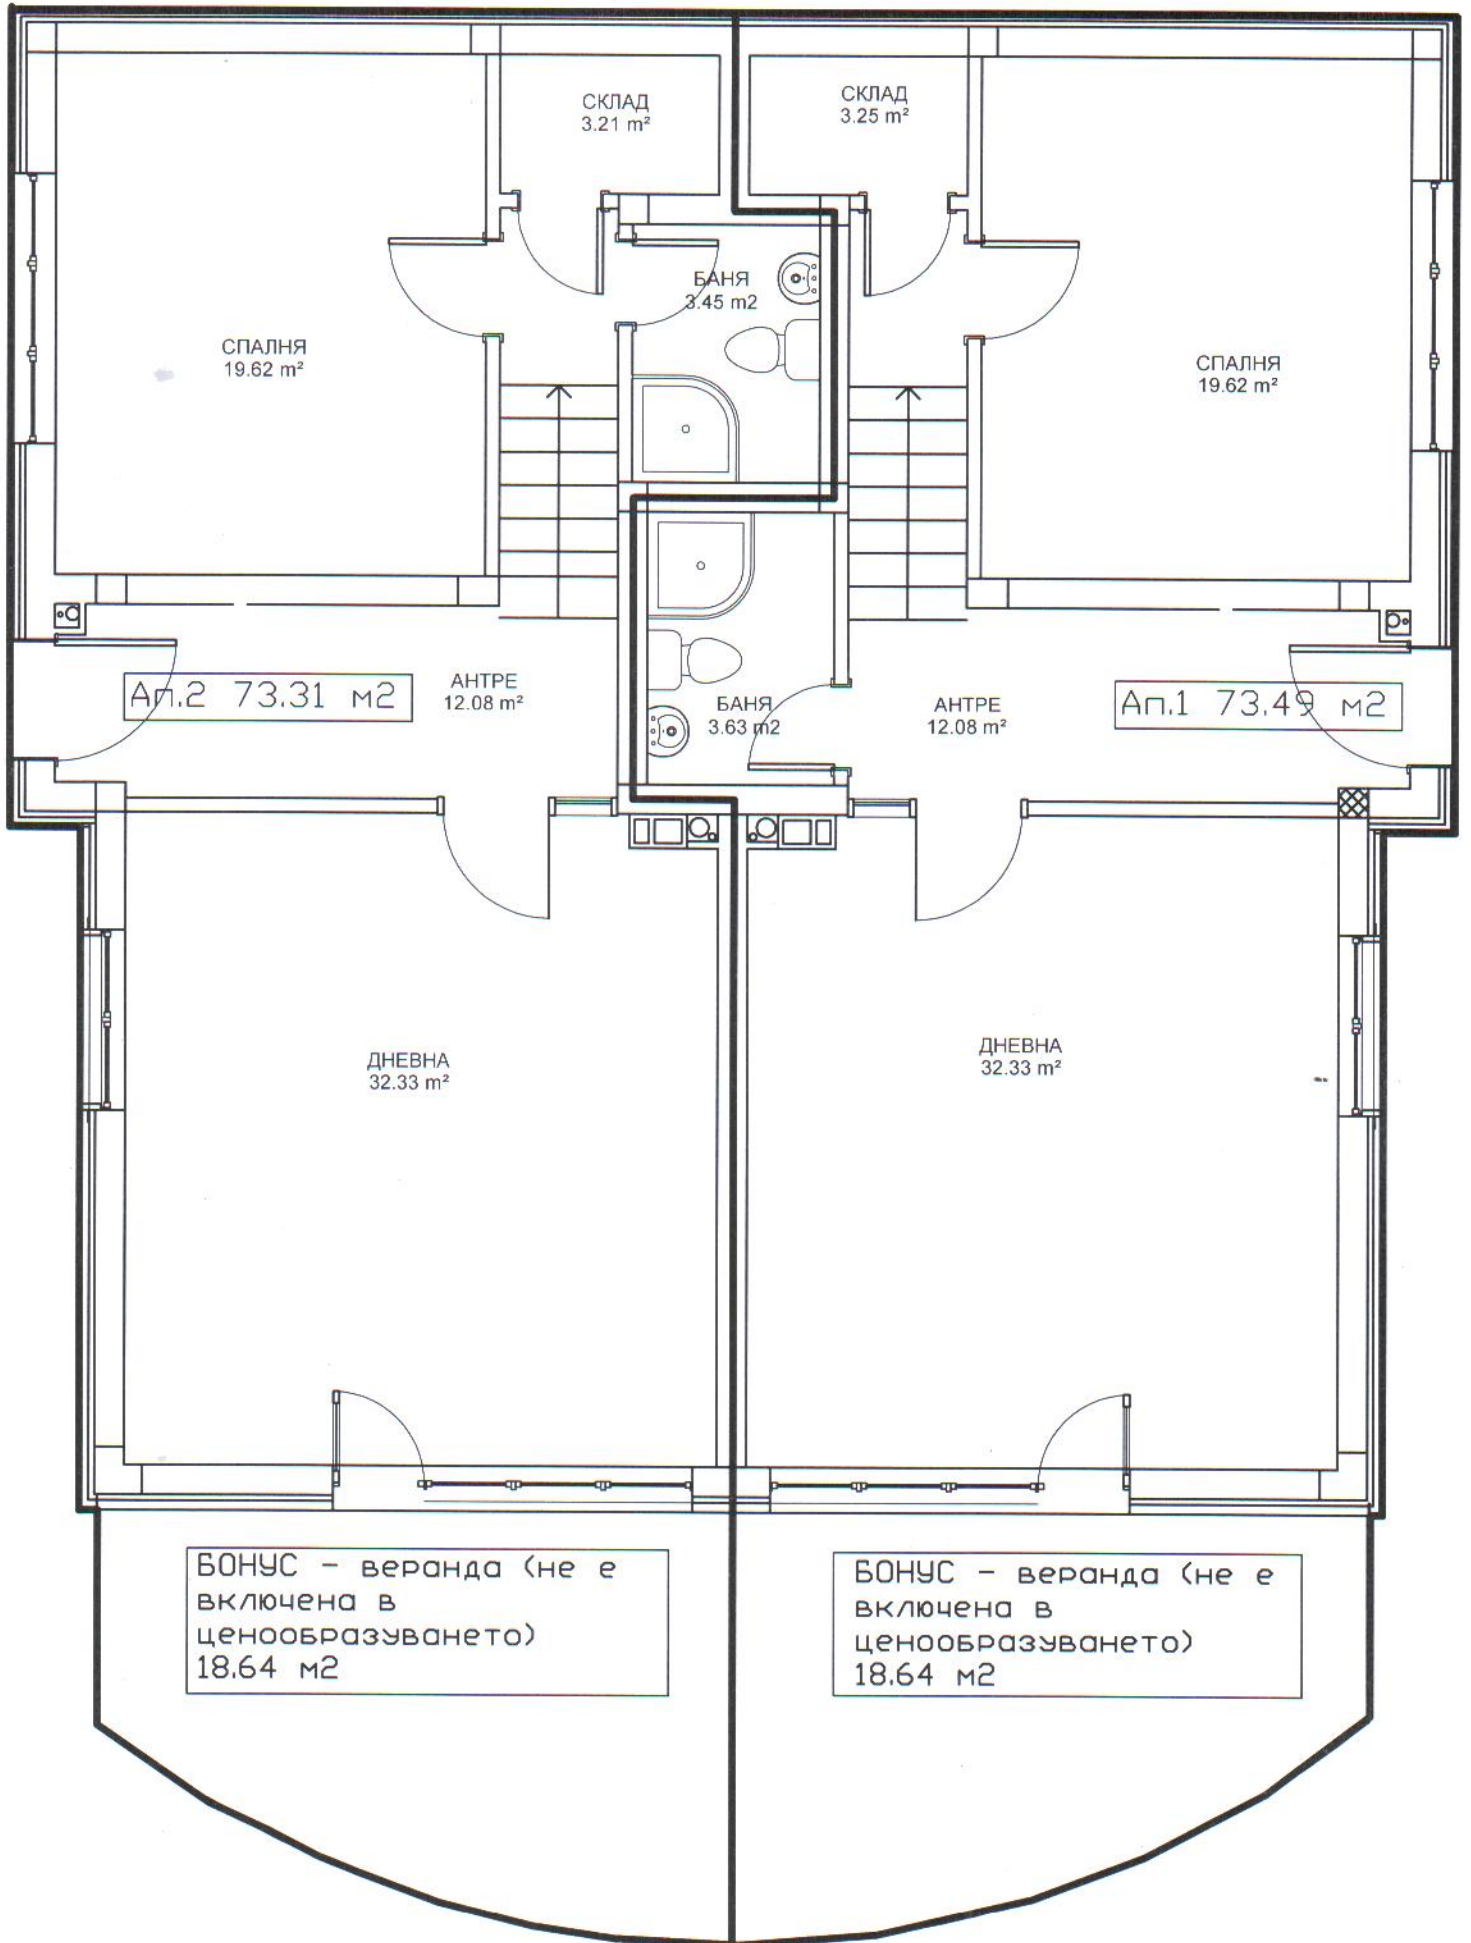 СКЛАД
3.21 m²
СКЛАД
3.25 m²
БАНЯ
3.45 m2
СПАЛНЯ
19.62 m²
СПАЛНЯ
19.62 m²
Ап.2 73.31 м2
АНТРЕ
12.08 m²
БАНЯ
3.63 m2
АНТРЕ
12.08 m²
Ап.1 73.49 м2
ДНЕВНА
32.33 m²
ДНЕВНА
32.33 m²
БОНУС - веранда (не е
включена в
ценообразуването)
18.64 м2
БОНУС - веранда (не е
включена в
ценообразуването)
18.64 м2